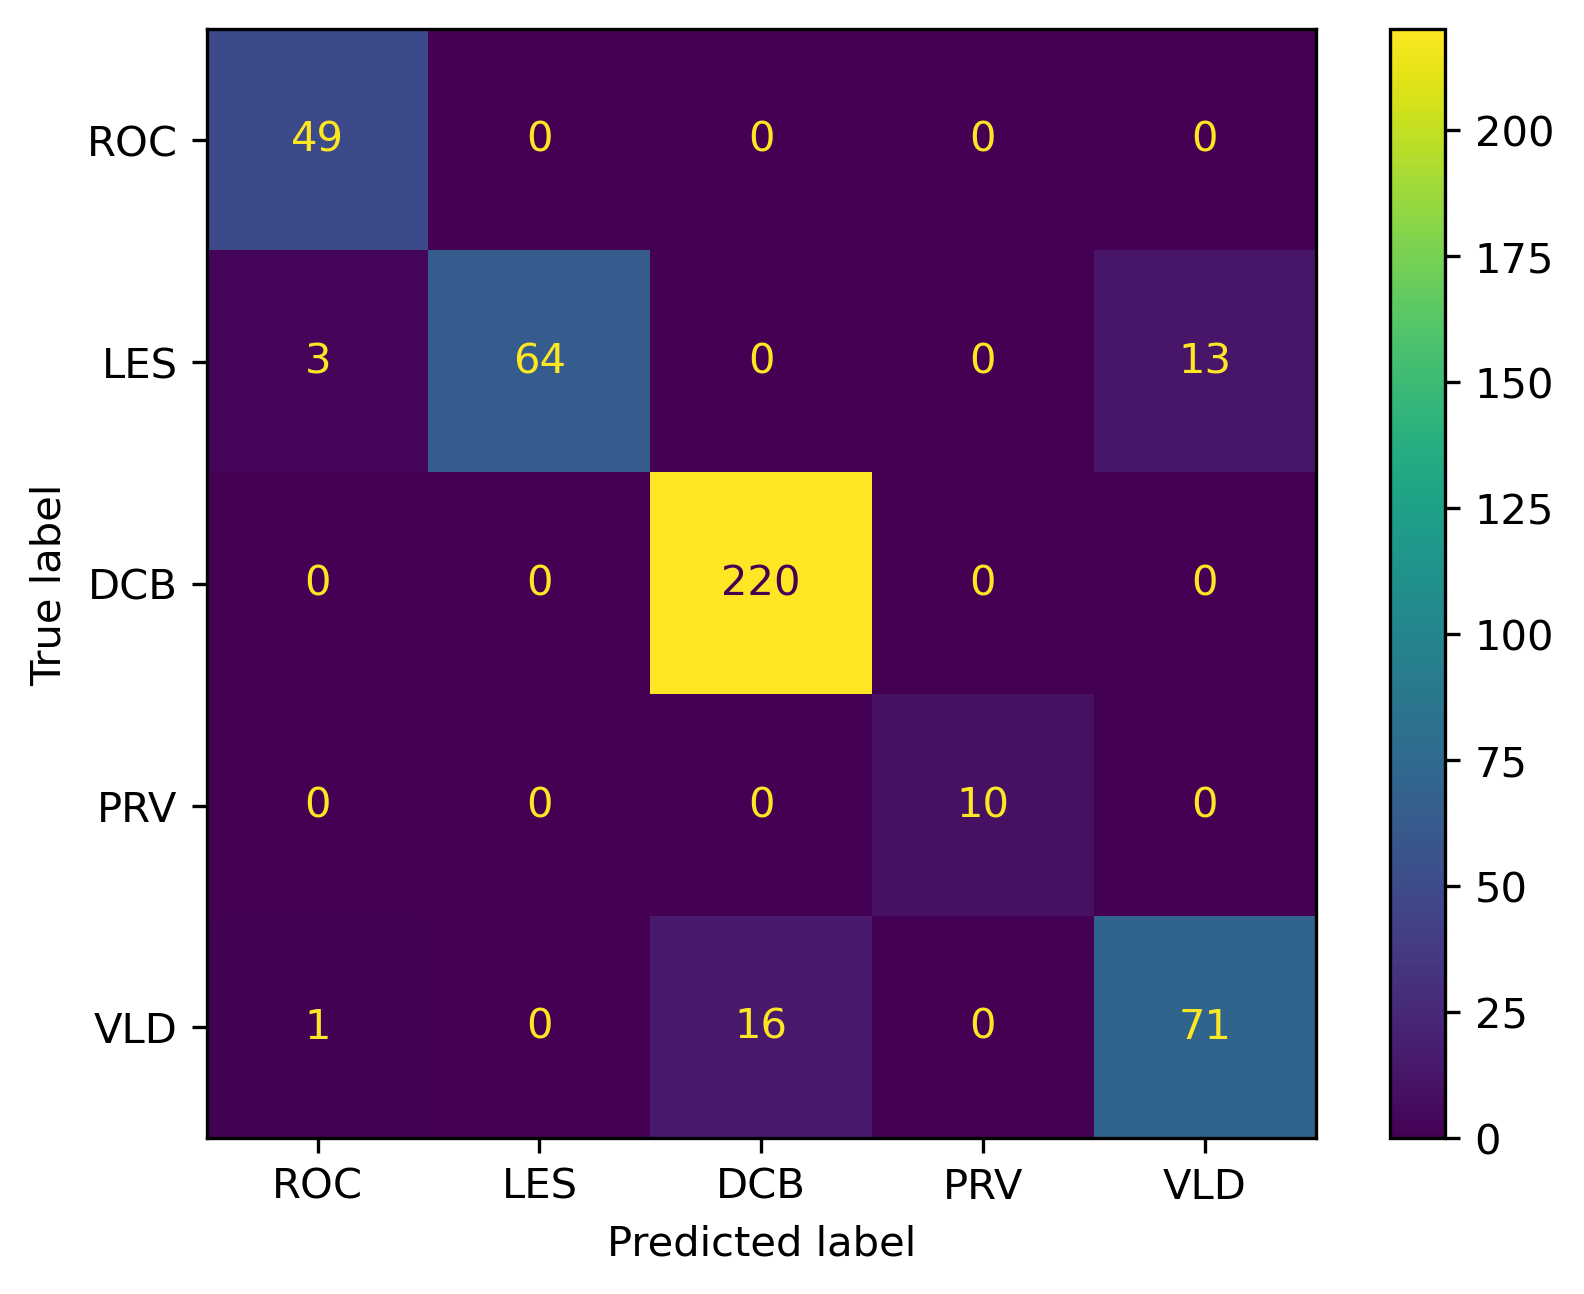 ROC 49 0 0 0 0
LES 3 64 0 0 13
DCB 0 0 220 0 0
PRV 0 0 0 10 0
VLD 1 0 16 0 71
ROC LES DCB PRV VLD
Predicted label
True label
200
175
150
125
100
75
50
25
0